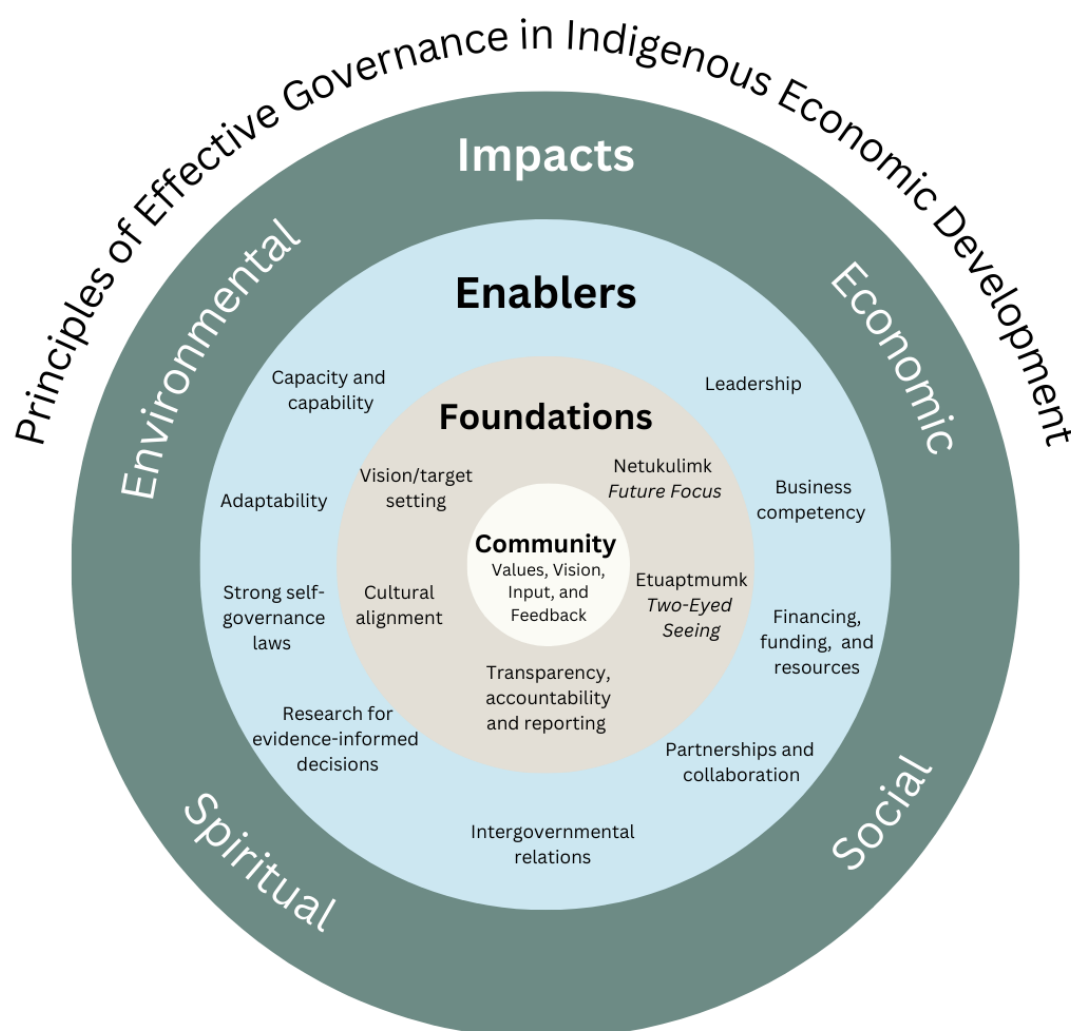 Principles of Effective Governance in Indigenous Economic Development
Impacts
Environmental
Economic
Spiritual
Social
Enablers
Capacity and
capability
Leadership
Adaptability
Business
competency
Strong self-
governance
laws
Financing,
funding, and
resources
Research for
evidence-informed
decisions
Partnerships and
collaboration
Intergovernmental
relations
Foundations
Vision/target
setting
Netukulimk
Future Focus
Cultural
alignment
Etuaptmumk
Two-Eyed
Seeing
Transparency,
accountability
and reporting
Community
Values, Vision,
Input, and
Feedback